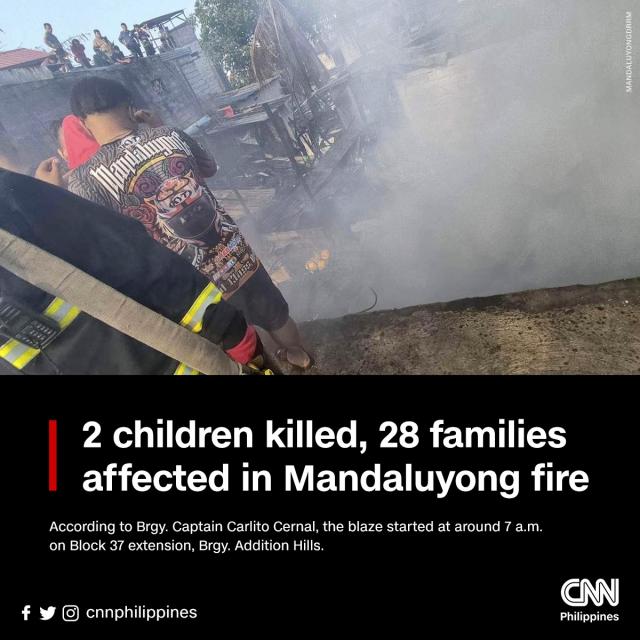 MANDALUYONGDRRM
Mandaluyong
2 children killed, 28 families
affected in Mandaluyong fire
According to Brgy. Captain Carlito Cernal, the blaze started at around 7 a.m.
on Block 37 extension, Brgy. Addition Hills.
cnnphilippines
CNN
Philippines